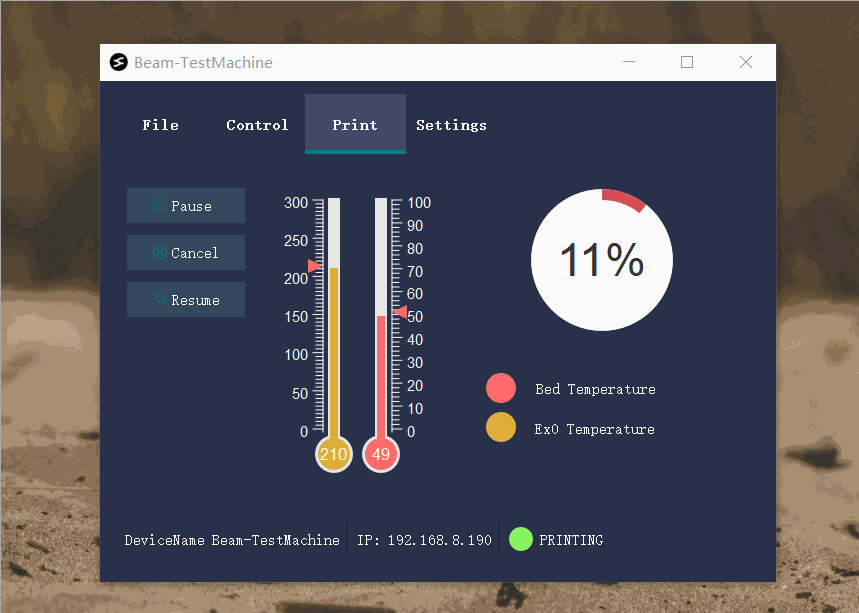 Beam-TestMachine
File Control Print Settings
Pause
Cancel
Resume
300
250
200
150
100
50
0
210
100
90
80
70
60
50
40
30
20
10
0
49
11%
Bed Temperature
Ex0 Temperature
DeviceName Beam-TestMachine IP: 192.168.8.190 PRINTING